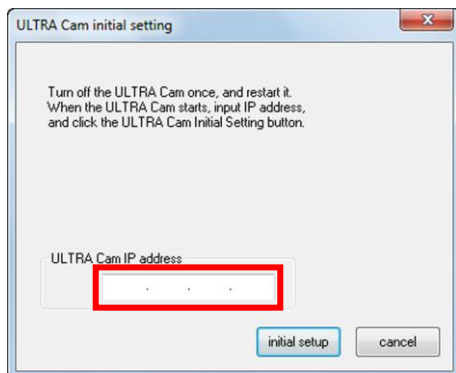 ULTRA Cam initial setting
Turn off the ULTRA Cam once, and restart it.
When the ULTRA Cam starts, input IP address,
and click the ULTRA Cam Initial Setting button.
ULTRA Cam IP address
. . .
initial setup cancel